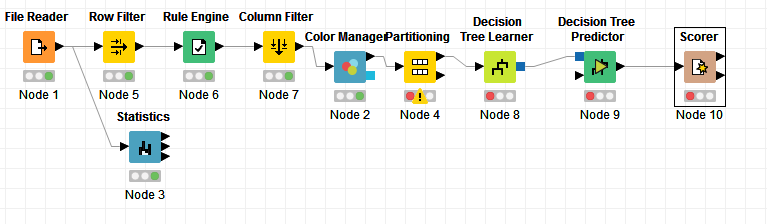 File Reader
Row Filter
Rule Engine
Column Filter
Color Manager
Partitioning
Decision
Tree Learner
Decision Tree
Predictor
Scorer
Node 1
Node 5
Node 6
Node 7
Node 2
Node 4
Node 8
Node 9
Node 10
Statistics
Node 3